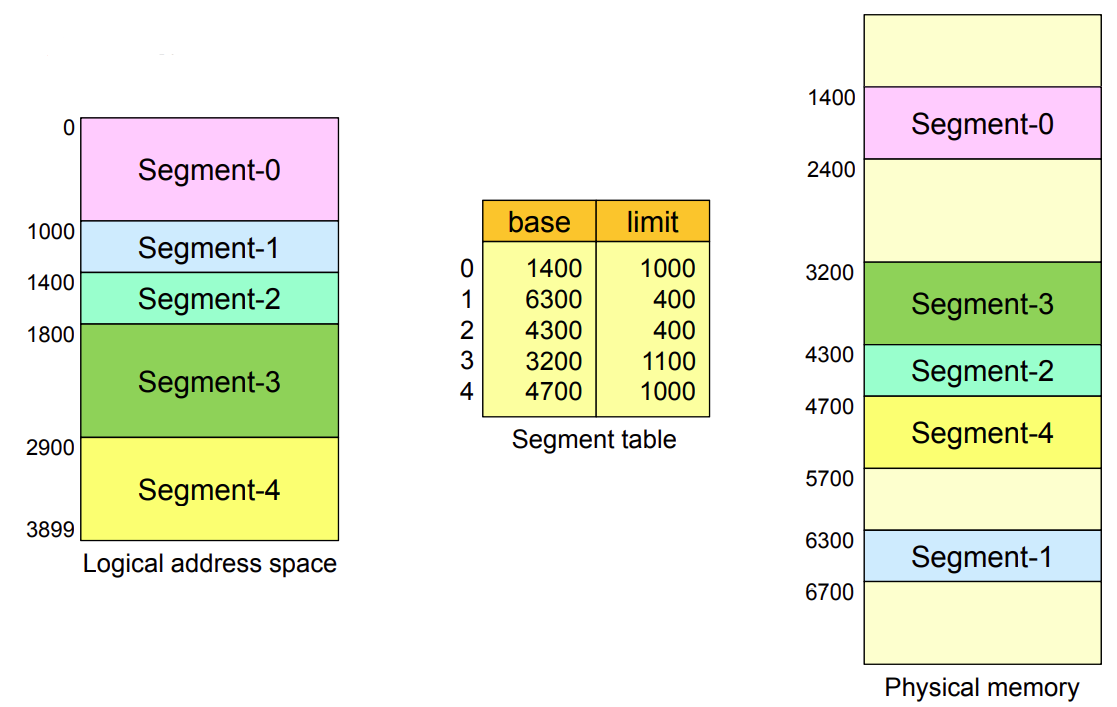 0
Segment-0
1000
Segment-1
1400
Segment-2
1800
Segment-3
2900
Segment-4
3899
Logical address space
base limit
0 1400 1000
1 6300 400
2 4300 400
3 3200 1100
4 4700 1000
Segment table
1400
Segment-0
2400
3200
Segment-3
4300
Segment-2
4700
Segment-4
5700
6300
Segment-1
6700
Physical memory